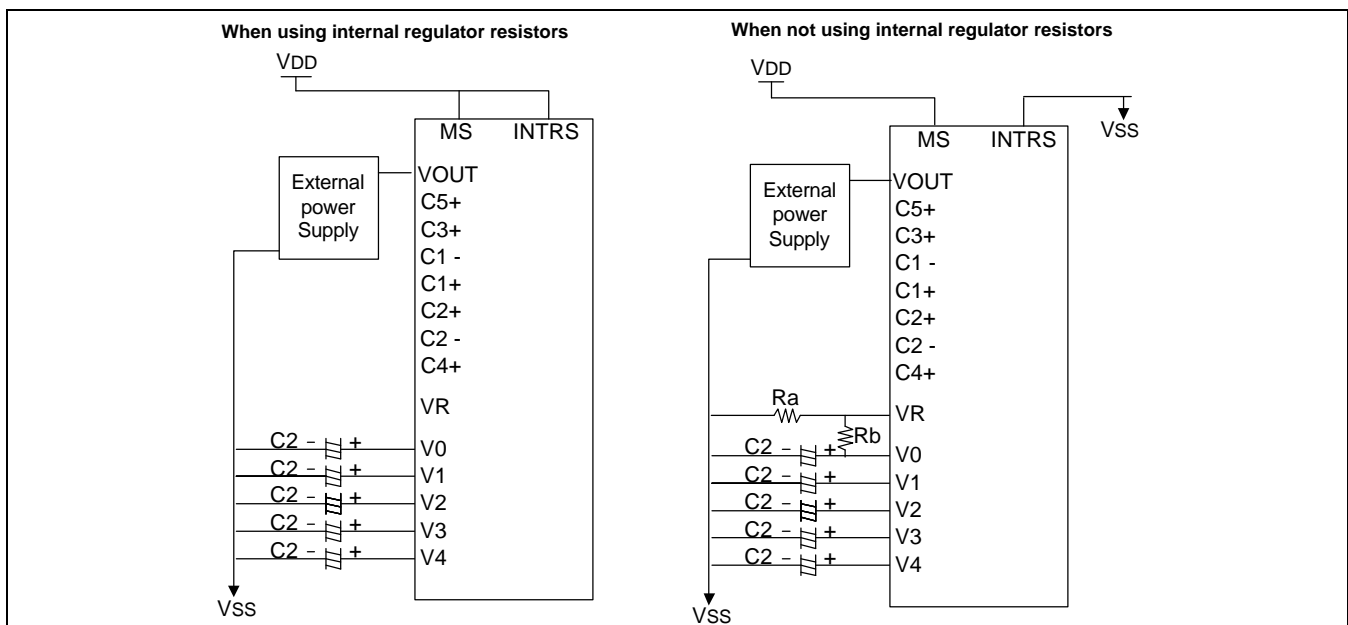 When using internal regulator resistors
VDD
MS INTRS
External
power
Supply
VOUT
C5+
C3+
C1 -
C1+
C2+
C2 -
C4+
VR
C2 - + V0
C2 - + V1
C2 - + V2
C2 - + V3
C2 - + V4
VSS
When not using internal regulator resistors
VDD
VSS
MS INTRS
External
power
Supply
VOUT
C5+
C3+
C1 -
C1+
C2+
C2 -
C4+
Ra
VR
Rb
C2 - + V0
C2 - + V1
C2 - + V2
C2 - + V3
C2 - + V4
VSS